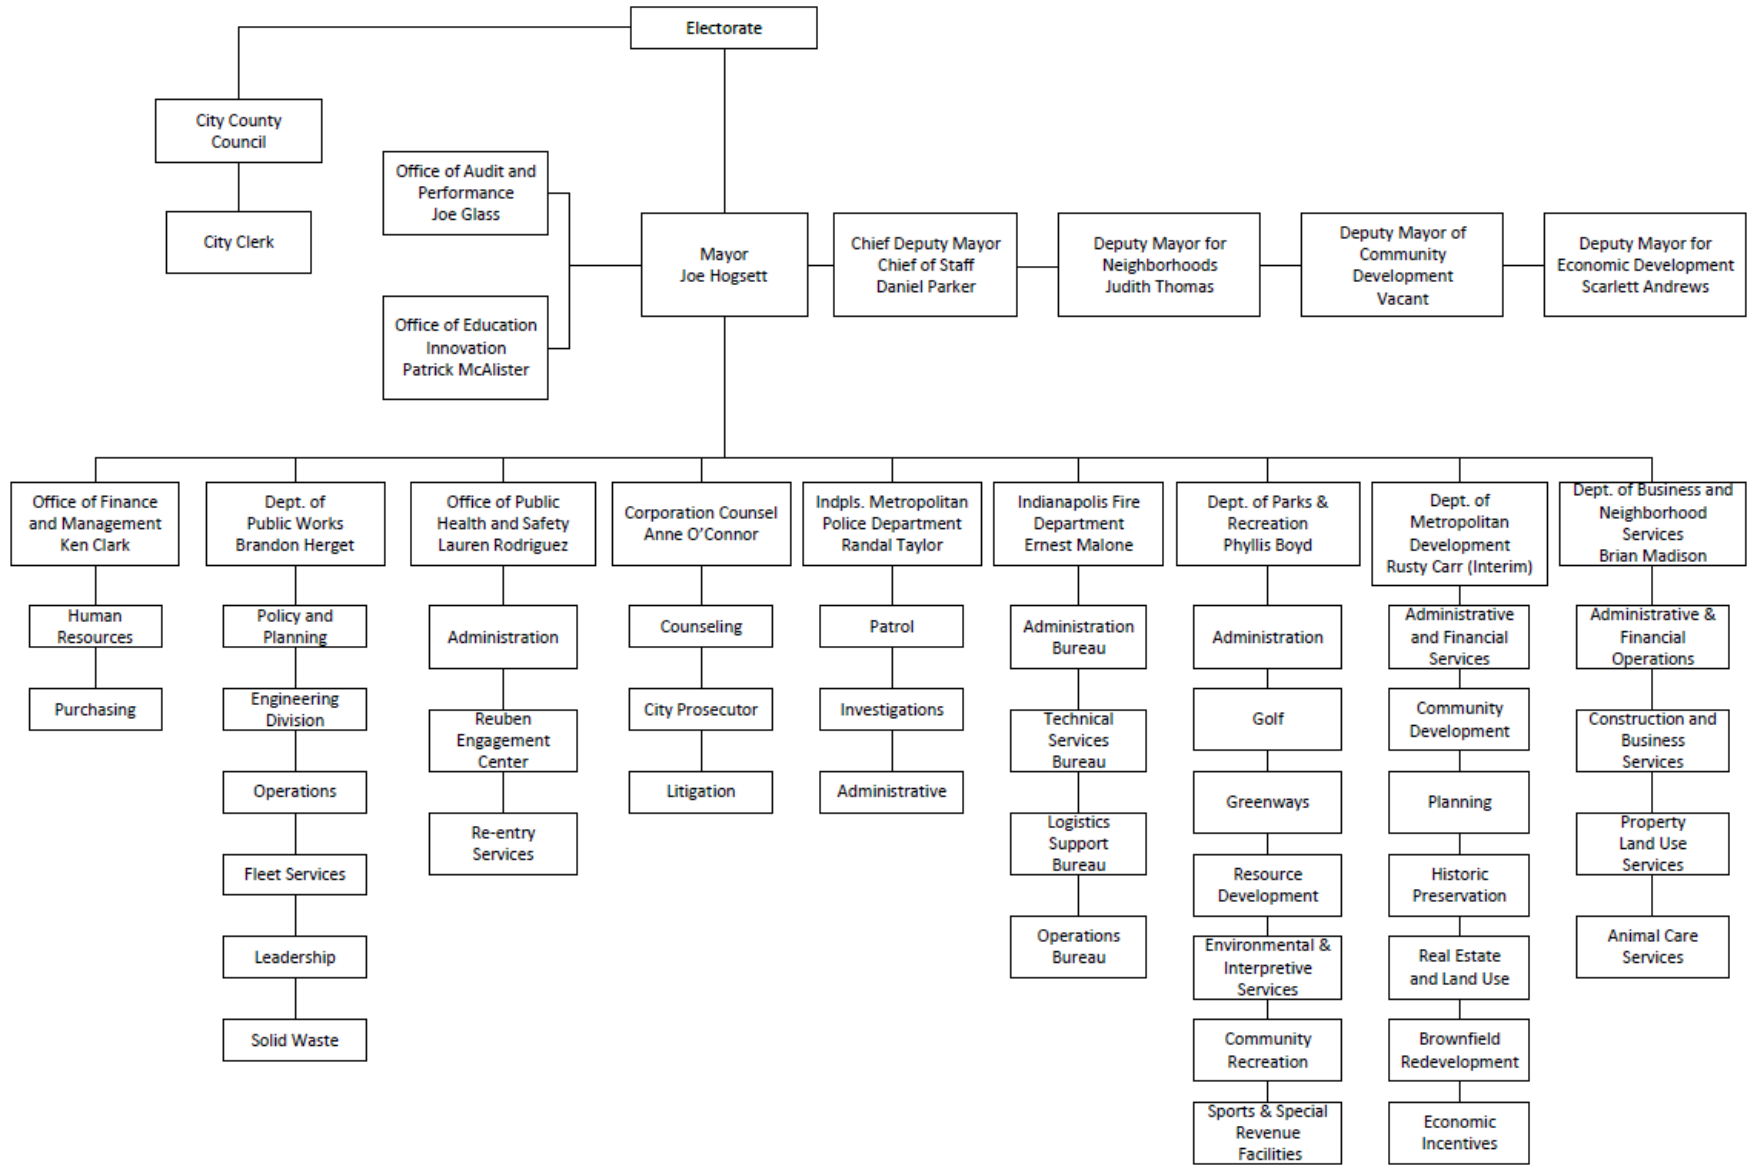 Electorate
City County
Council
City Clerk
Office of Audit and
Performance
Joe Glass
Office of Education
Innovation
Patrick McAlister
Mayor
Joe Hogsett
Chief Deputy Mayor
Chief of Staff
Daniel Parker
Deputy Mayor for
Neighborhoods
Judith Thomas
Deputy Mayor of
Community
Development
Vacant
Deputy Mayor for
Economic Development
Scarlett Andrews
Office of Finance
and Management
Ken Clark
Human
Resources
Purchasing
Dept. of
Public Works
Brandon Herget
Policy and
Planning
Engineering
Division
Operations
Fleet Services
Leadership
Solid Waste
Office of Public
Health and Safety
Lauren Rodriguez
Administration
Reuben
Engagement
Center
Re-entry
Services
Corporation Counsel
Anne O’Connor
Counseling
City Prosecutor
Litigation
Indpls. Metropolitan
Police Department
Randal Taylor
Patrol
Investigations
Administrative
Indianapolis Fire
Department
Ernest Malone
Administration
Bureau
Technical
Services
Bureau
Logistics
Support
Bureau
Operations
Bureau
Dept. of Parks &
Recreation
Phyllis Boyd
Administration
Golf
Greenways
Resource
Development
Environmental &
Interpretive
Services
Community
Recreation
Sports & Special
Revenue
Facilities
Dept. of
Metropolitan
Development
Rusty Carr (Interim)
Administrative
and Financial
Services
Community
Development
Planning
Historic
Preservation
Real Estate
and Land Use
Brownfield
Redevelopment
Economic
Incentives
Dept. of Business and
Neighborhood
Services
Brian Madison
Administrative &
Financial
Operations
Construction and
Business
Services
Property
Land Use
Services
Animal Care
Services